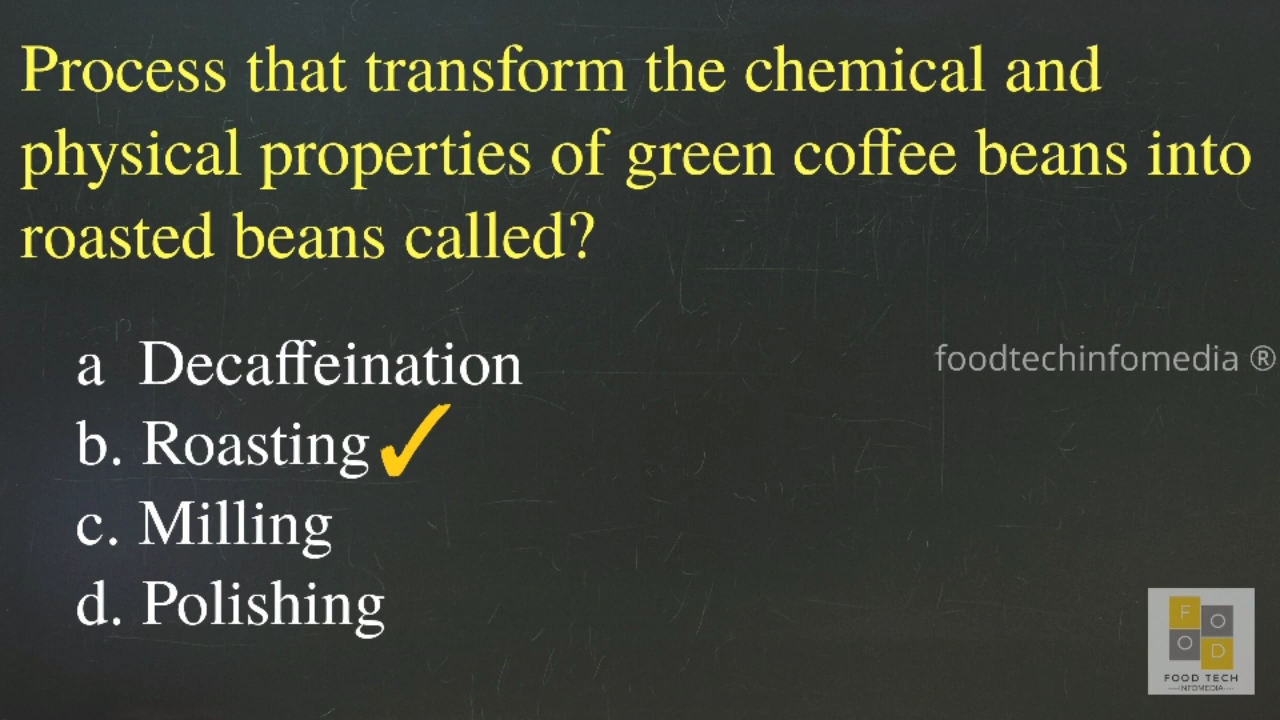 Process that transform the chemical and
physical properties of green coffee beans into
roasted beans called?
a Decaffeination
foodtechinfomedia ®
b. Roasting
c. Milling
d. Polishing
F
O
O
D
FOOD TECH
INFOMEDIA